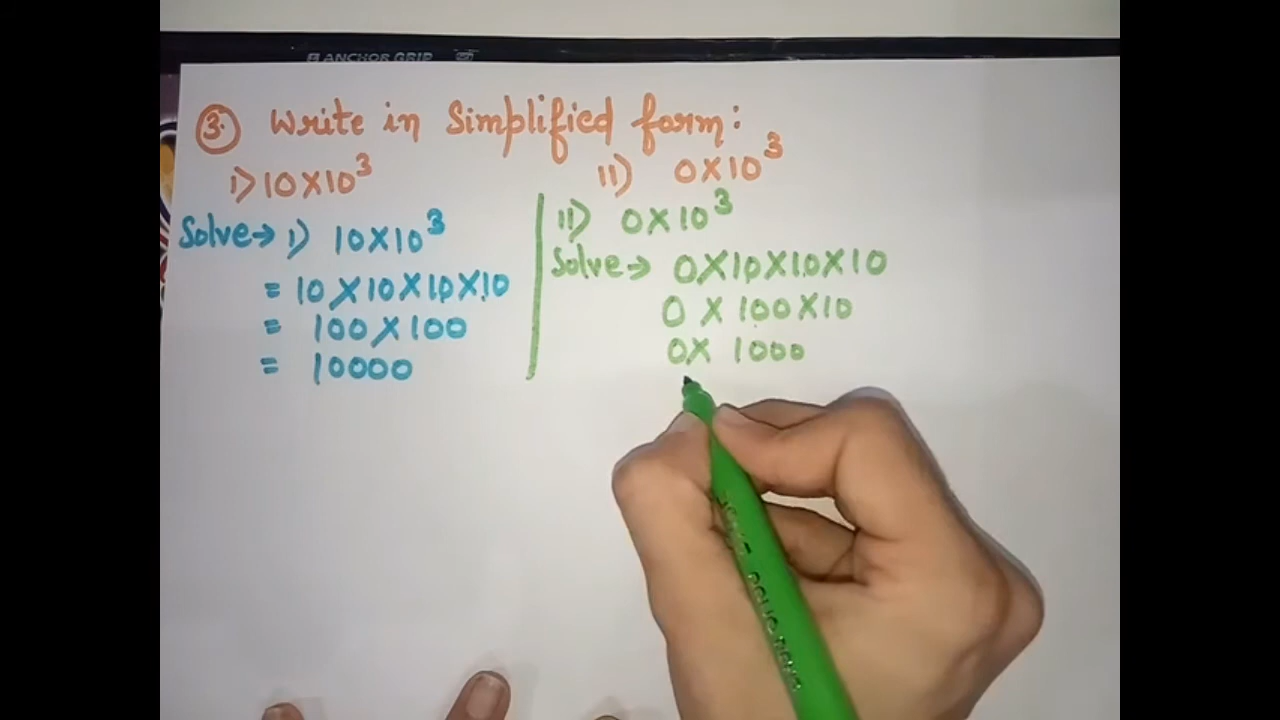 ANCHOR GRIP
3. Write in Simplified form:
i) 10×10³ ii) 0×10³
Solve→ i) 10×10³
= 10×10×10×10
= 100×100
= 10000
ii) 0×10³
Solve→ 0×10×10×10
0×100×10
0×1000